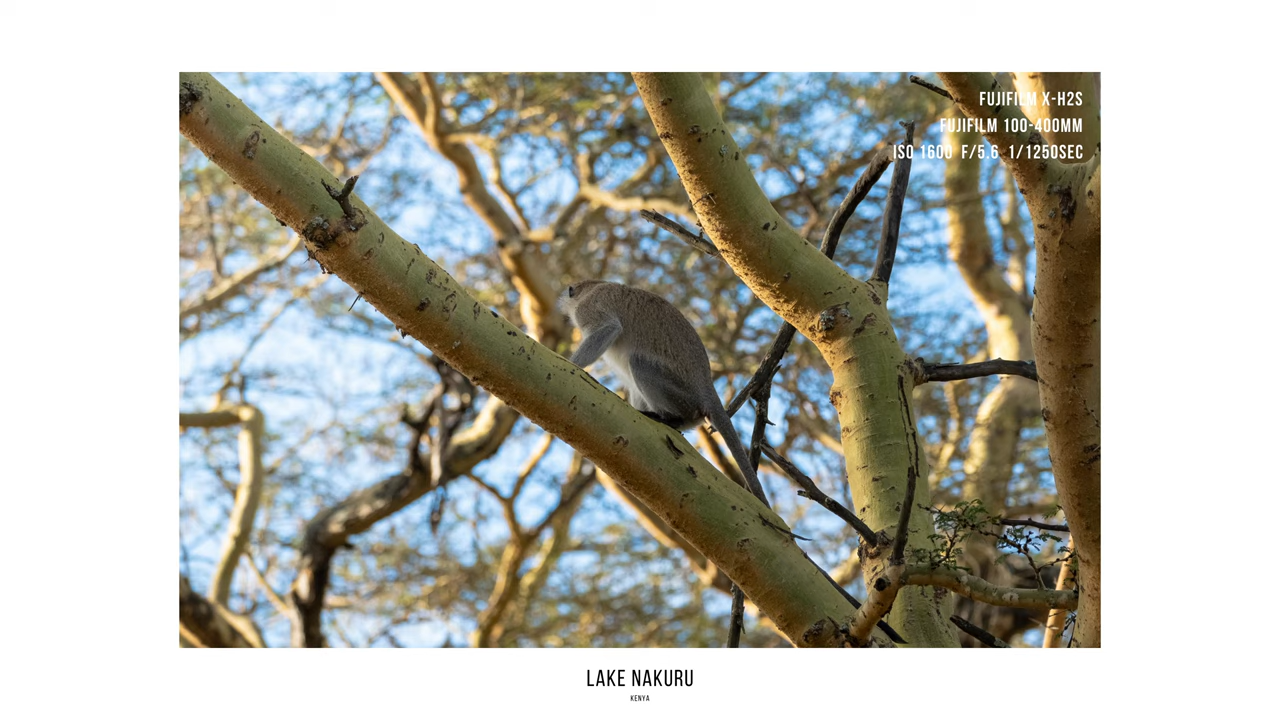 FUJIFILM X-H2S
FUJIFILM 100-400MM
ISO 1600 F/5.6 1/1250SEC
LAKE NAKURU
KENYA